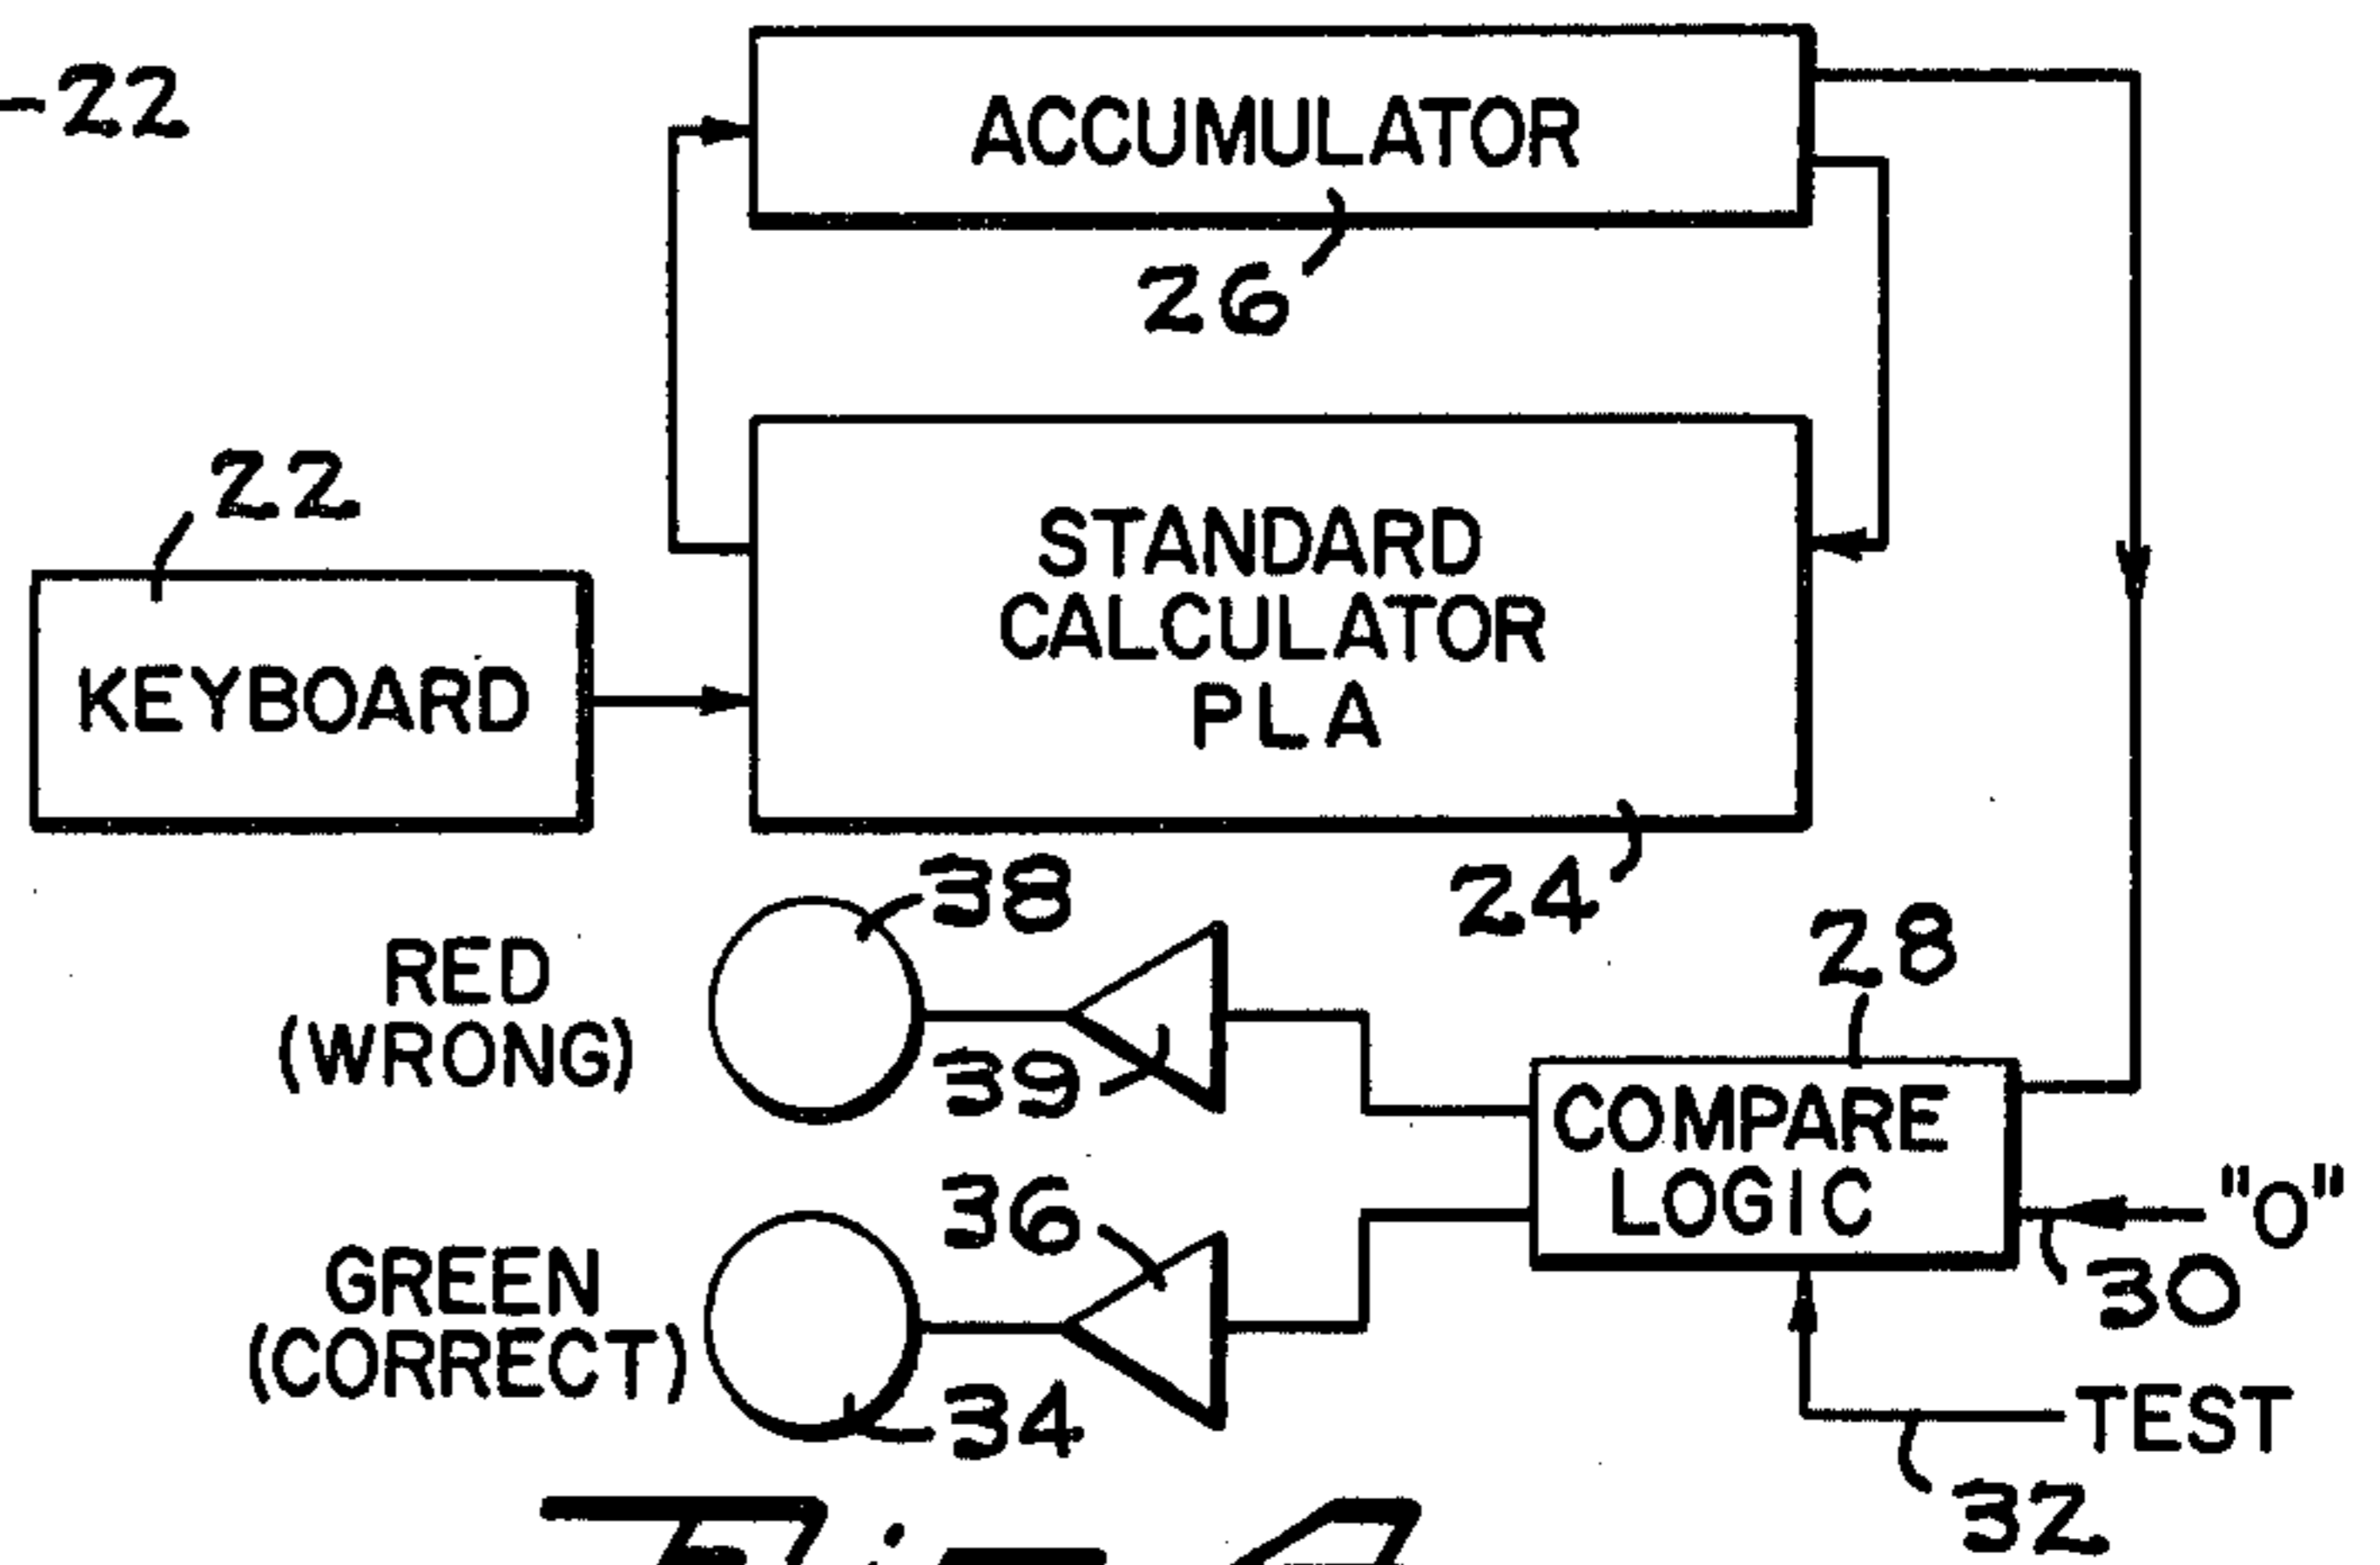 -22
ACCUMULATOR
26
22
KEYBOARD
STANDARD
CALCULATOR
PLA
24
38
RED
(WRONG)
39
28
COMPARE
LOGIC
"0"
30
36
GREEN
(CORRECT)
34
TEST
32